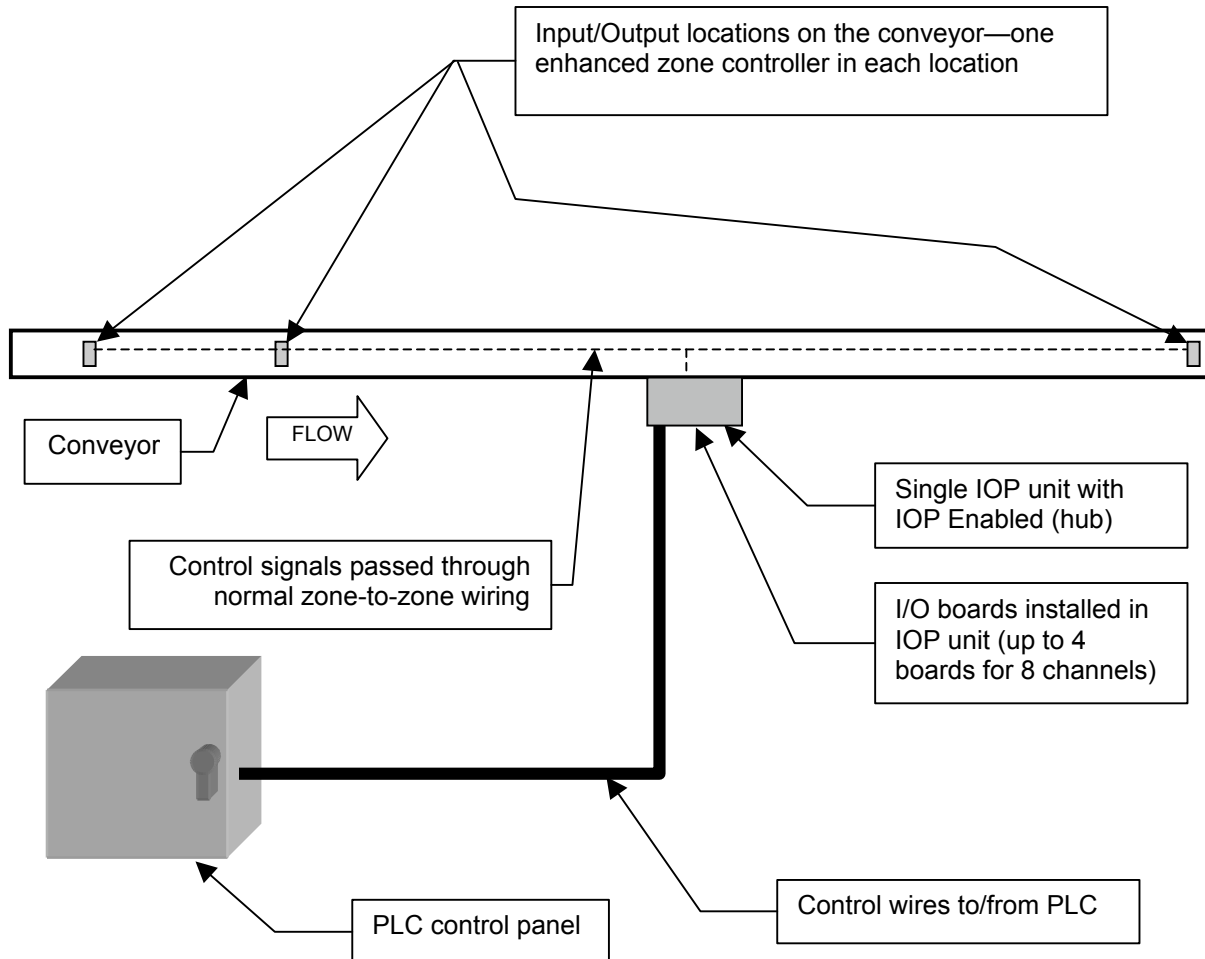 Input/Output locations on the conveyor—one
enhanced zone controller in each location
Conveyor
FLOW
Single IOP unit with
IOP Enabled (hub)
Control signals passed through
normal zone-to-zone wiring
I/O boards installed in
IOP unit (up to 4
boards for 8 channels)
Control wires to/from PLC
PLC control panel